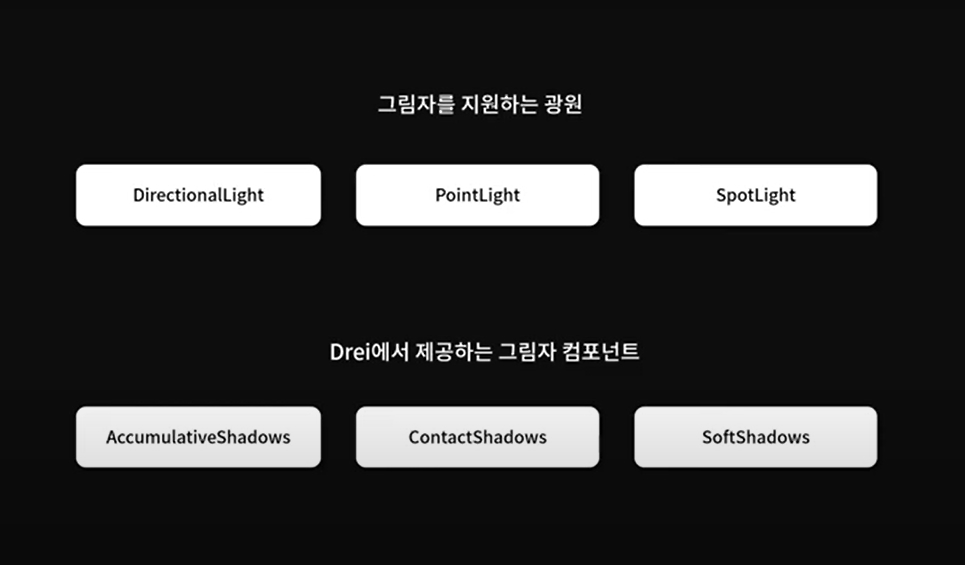 그림자를 지원하는 광원
DirectionalLight
PointLight
SpotLight
Drei에서 제공하는 그림자 컴포넌트
AccumulativeShadows
ContactShadows
SoftShadows